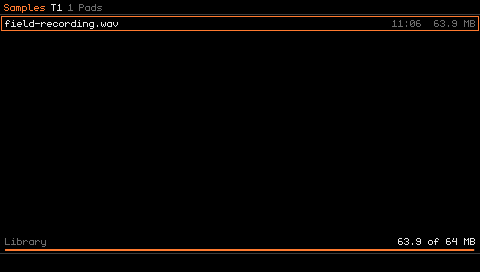 Samples T1 1 Pads
field-recording.wav 11:06 63.9 MB
Library 63.9 of 64 MB